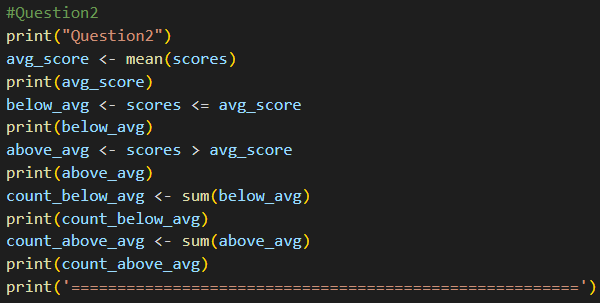 #Question2
print("Question2")
avg_score <- mean(scores)
print(avg_score)
below_avg <- scores <= avg_score
print(below_avg)
above_avg <- scores > avg_score
print(above_avg)
count_below_avg <- sum(below_avg)
print(count_below_avg)
count_above_avg <- sum(above_avg)
print(count_above_avg)
print('=======================================================')